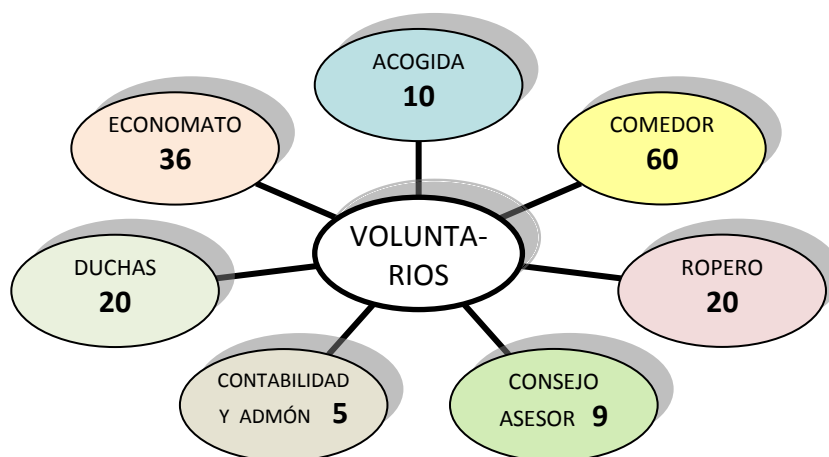 ACOGIDA
10
ECONOMATO
36
COMEDOR
60
VOLUNTA-
RIOS
DUCHAS
20
ROPERO
20
CONTABILIDAD
Y ADMÓN 5
CONSEJO
ASESOR 9